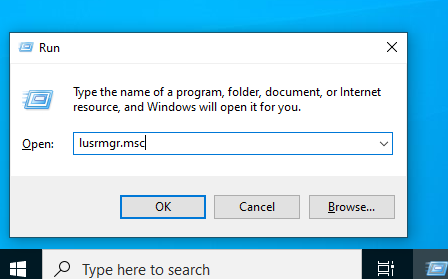 Run
Type the name of a program, folder, document, or Internet
resource, and Windows will open it for you.
Open: lusrmgr.msc
OK Cancel Browse...
Type here to search